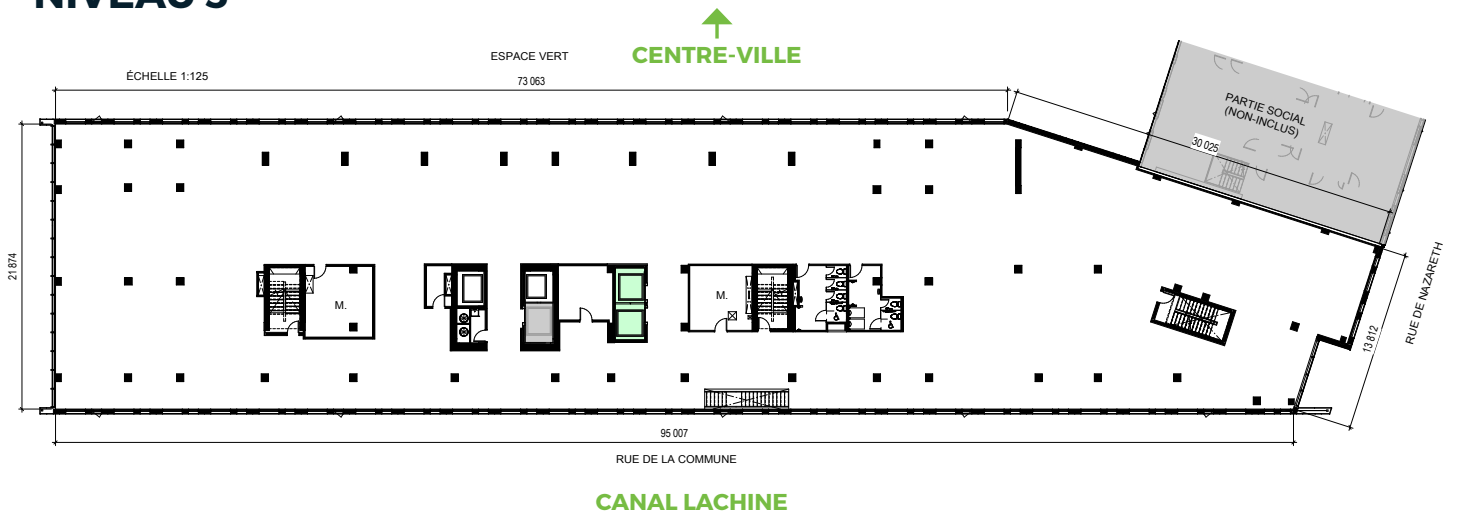 CENTRE-VILLE
ESPACE VERT
ÉCHELLE 1:125
73 063
PARTIE SOCIAL
(NON-INCLUS)
30 025
21 874
M.
M.
13 812
RUE DE NAZARETH
95 007
RUE DE LA COMMUNE
CANAL LACHINE